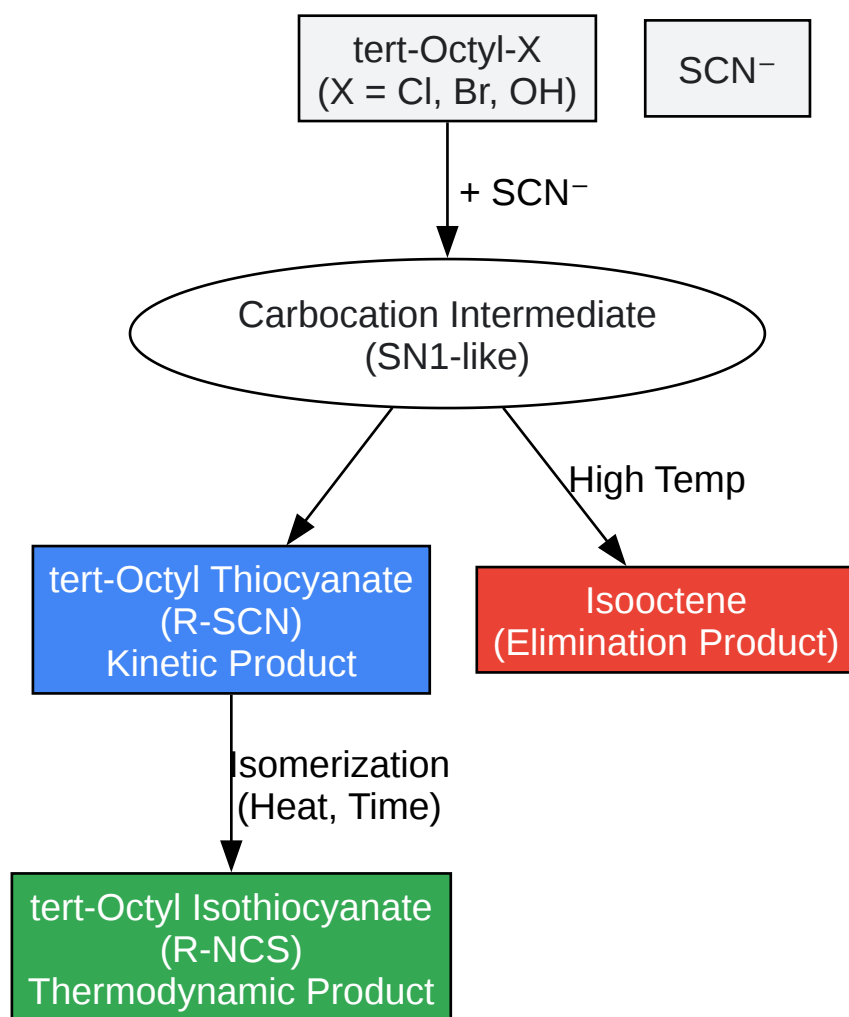 tert-Octyl-X
(X = Cl, Br, OH)
SCN⁻
+ SCN⁻
Carbocation Intermediate
(SN1-like)
High Temp
tert-Octyl Thiocyanate
(R-SCN)
Kinetic Product
Isooctene
(Elimination Product)
Isomerization
(Heat, Time)
tert-Octyl Isothiocyanate
(R-NCS)
Thermodynamic Product